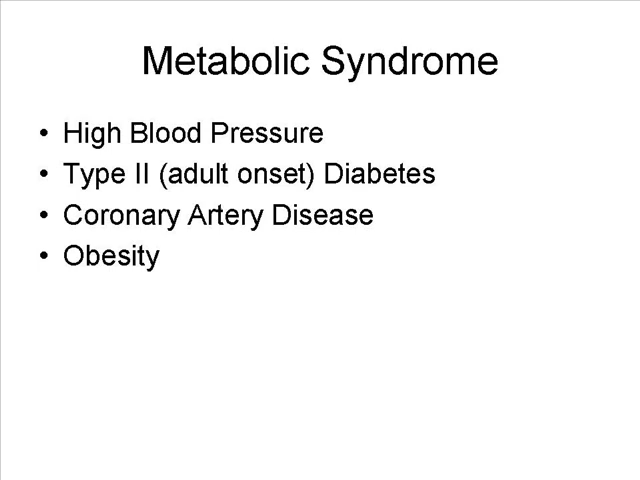 Metabolic Syndrome
• High Blood Pressure
• Type II (adult onset) Diabetes
• Coronary Artery Disease
• Obesity